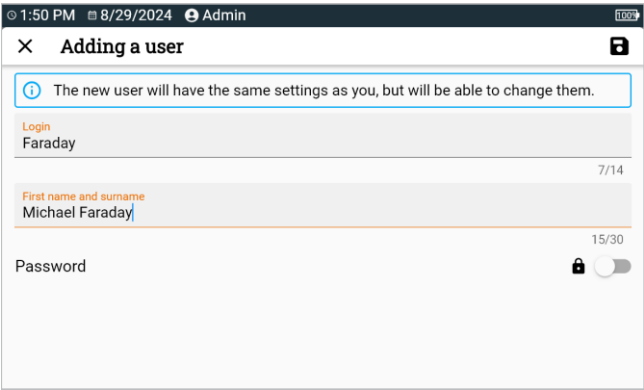 1:50 PM 8/29/2024 Admin 100%
Adding a user
The new user will have the same settings as you, but will be able to change them.
Login
Faraday
7/14
First name and surname
Michael Faraday
15/30
Password